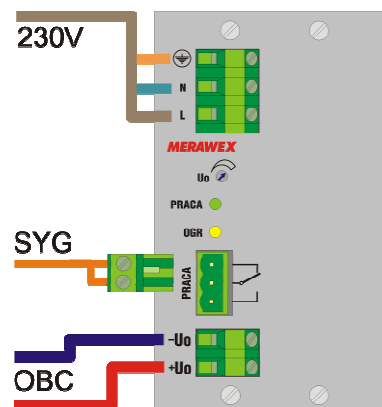 230V
N
L
MERAWEX
Uo
PRACA
OGR
SYG
PRACA
-Uo
OBC
+Uo